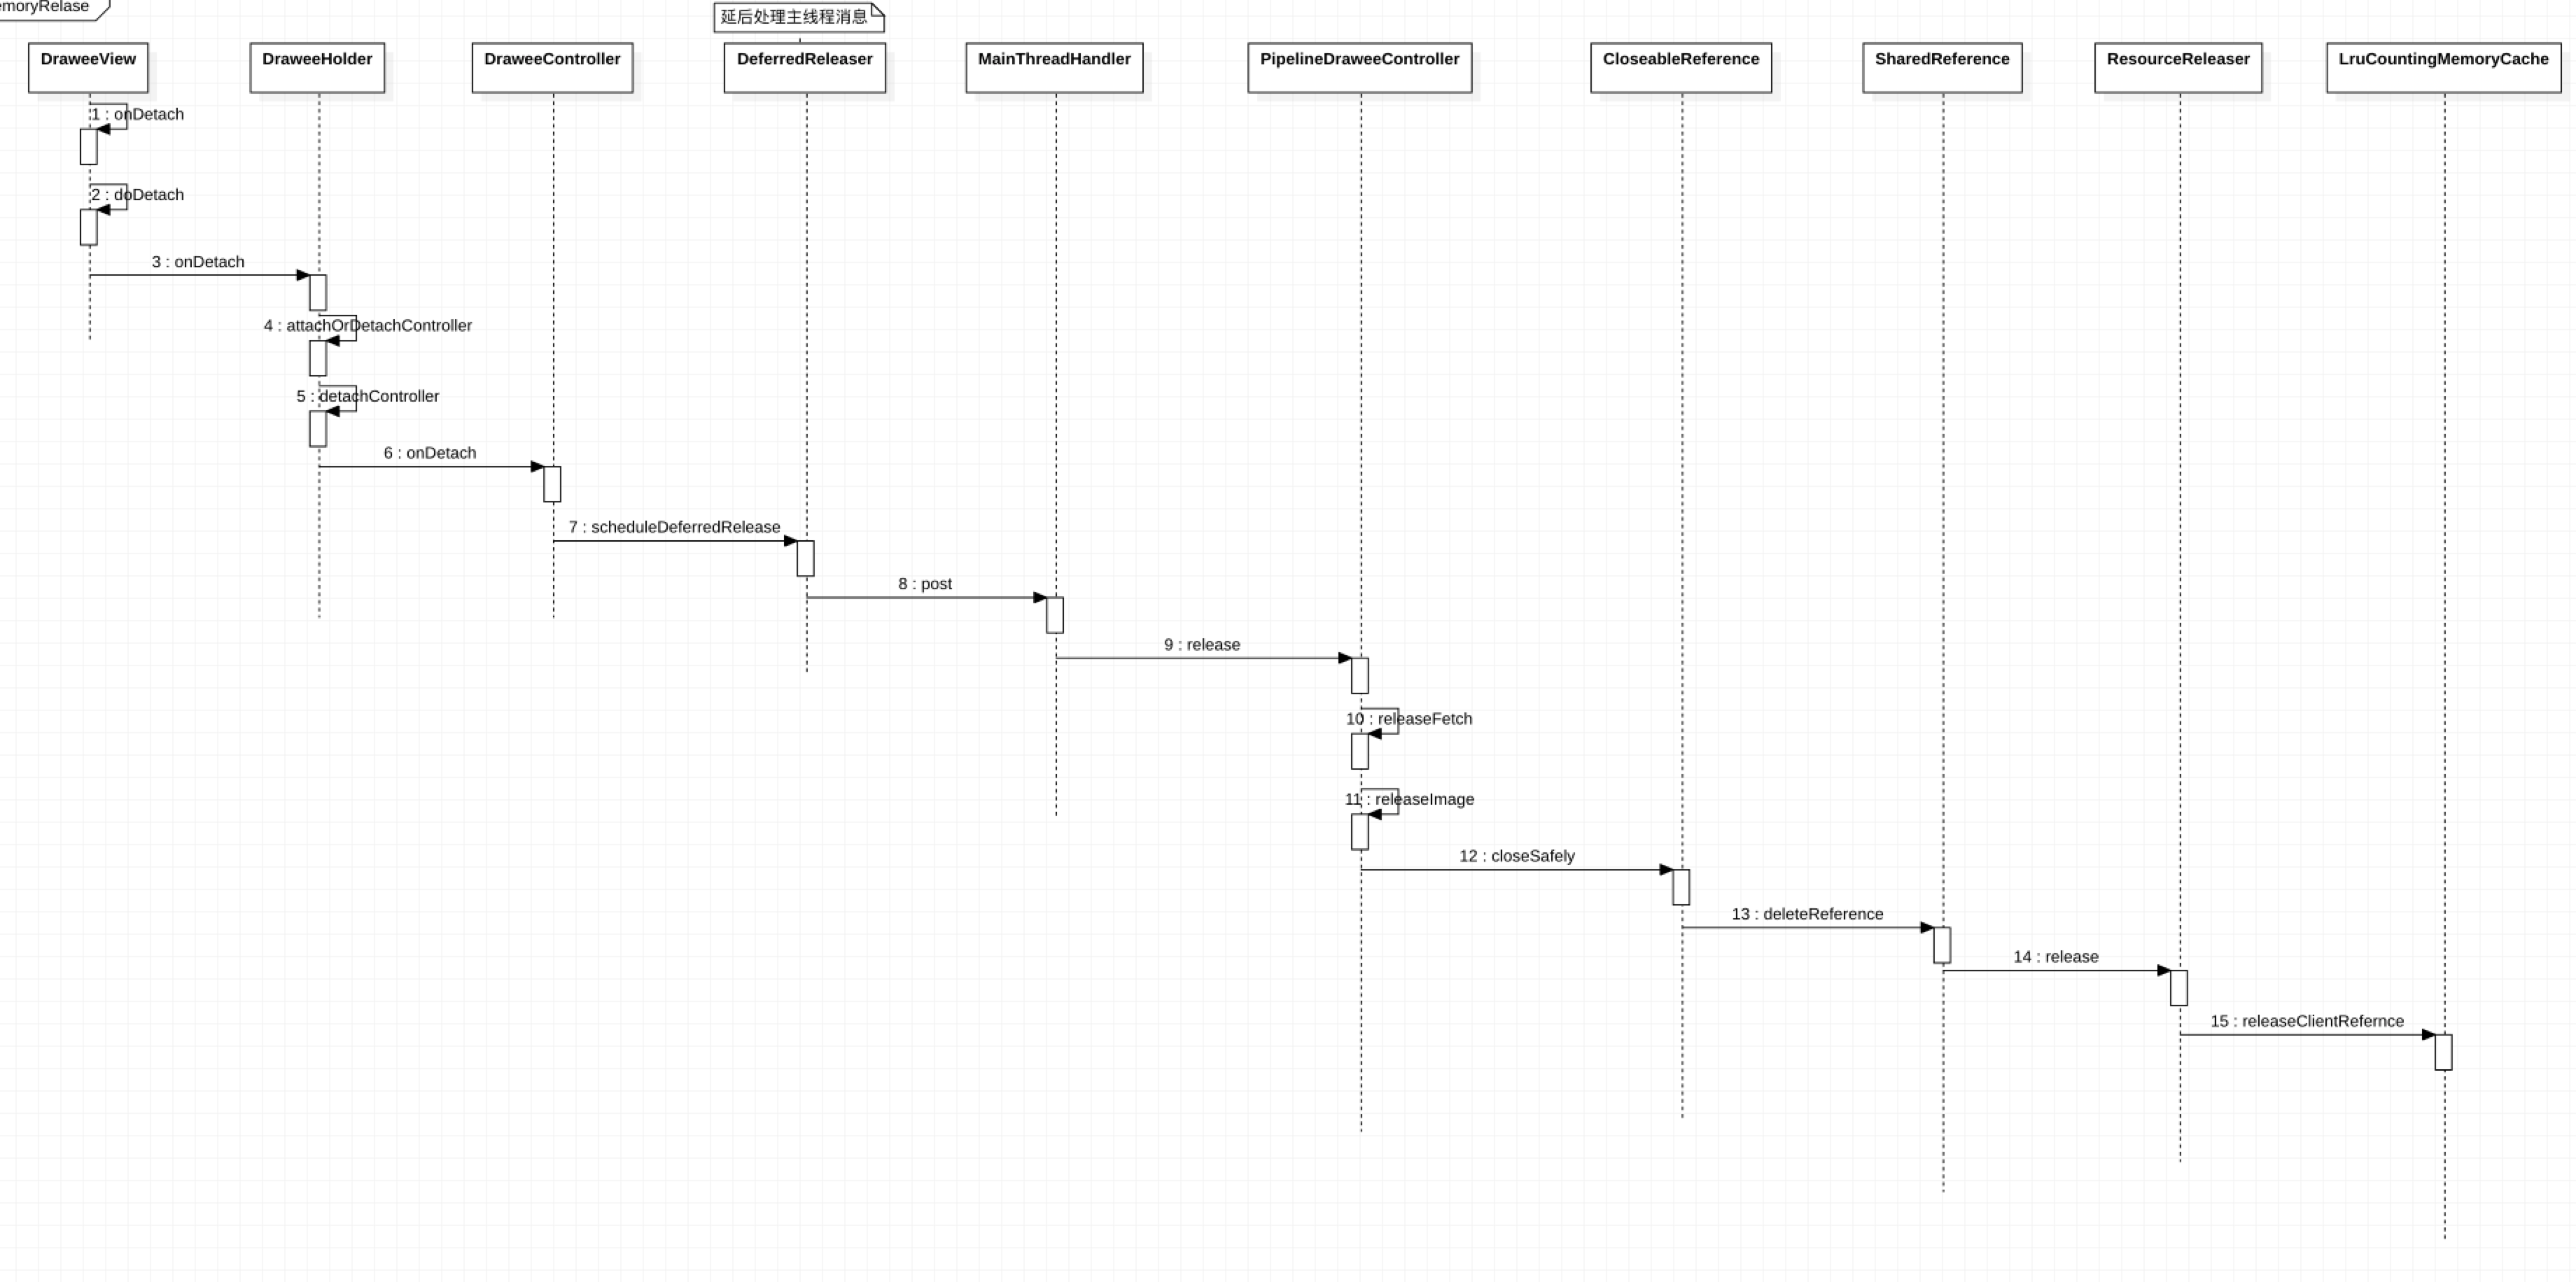 emoryRelase
延后处理主线程消息
DraweeView
DraweeHolder
DraweeController
DeferredReleaser
MainThreadHandler
PipelineDraweeController
CloseableReference
SharedReference
ResourceReleaser
LruCountingMemoryCache
1 : onDetach
2 : doDetach
3 : onDetach
4 : attachOrDetachController
5 : detachController
6 : onDetach
7 : scheduleDeferredRelease
8 : post
9 : release
10 : releaseFetch
11 : releaseImage
12 : closeSafely
13 : deleteReference
14 : release
15 : releaseClientRefernce